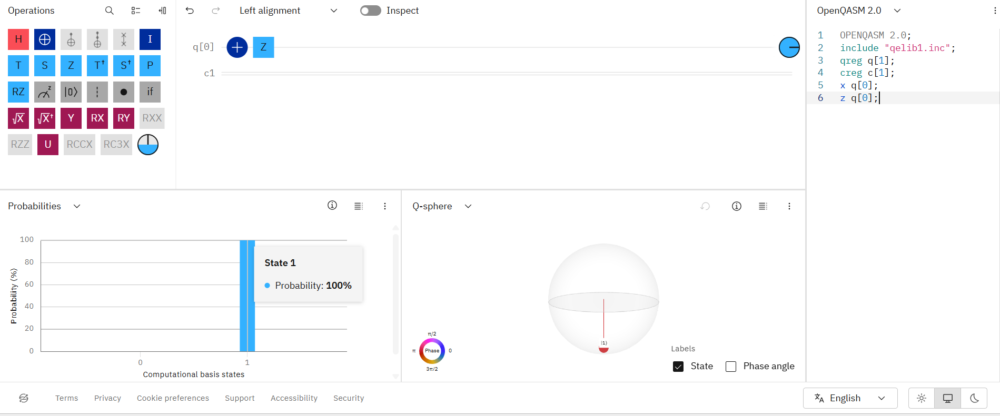 Operations
Left alignment
Inspect
OpenQASM 2.0
H
I
T S Z T† S† P
RZ z |0⟩ if
√X √X† Y RX RY RXX
RZZ U RCCX RC3X
q[0] Z
c1
1 OPENQASM 2.0;
2 include "qelib1.inc";
3 qreg q[1];
4 creg c[1];
5 x q[0];
6 z q[0];
Probabilities
Probability (%)
100
80
60
40
20
0
0 1
Computational basis states
State 1
Probability: 100%
Q-sphere
|1⟩
π/2
π Phase 0
3π/2
Labels
State Phase angle
Terms Privacy Cookie preferences Support Accessibility Security
English